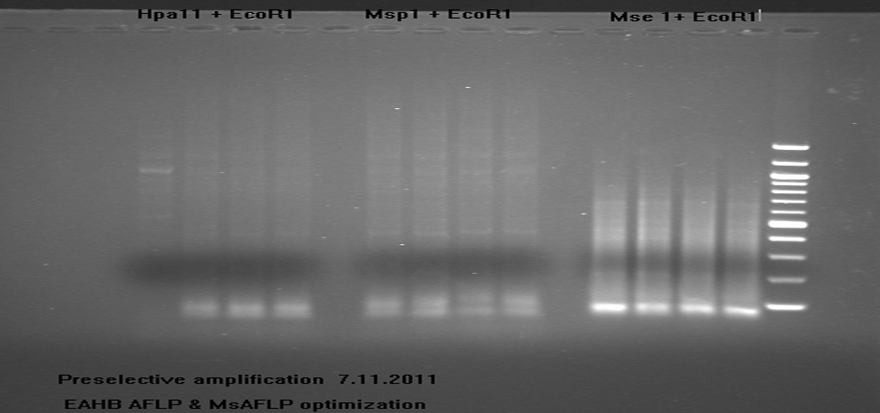 Hpa11 + EcoR1 Msp1 + EcoR1 Mse 1+ EcoR1
Preselective amplification 7.11.2011
EAHB AFLP & MsAFLP optimization